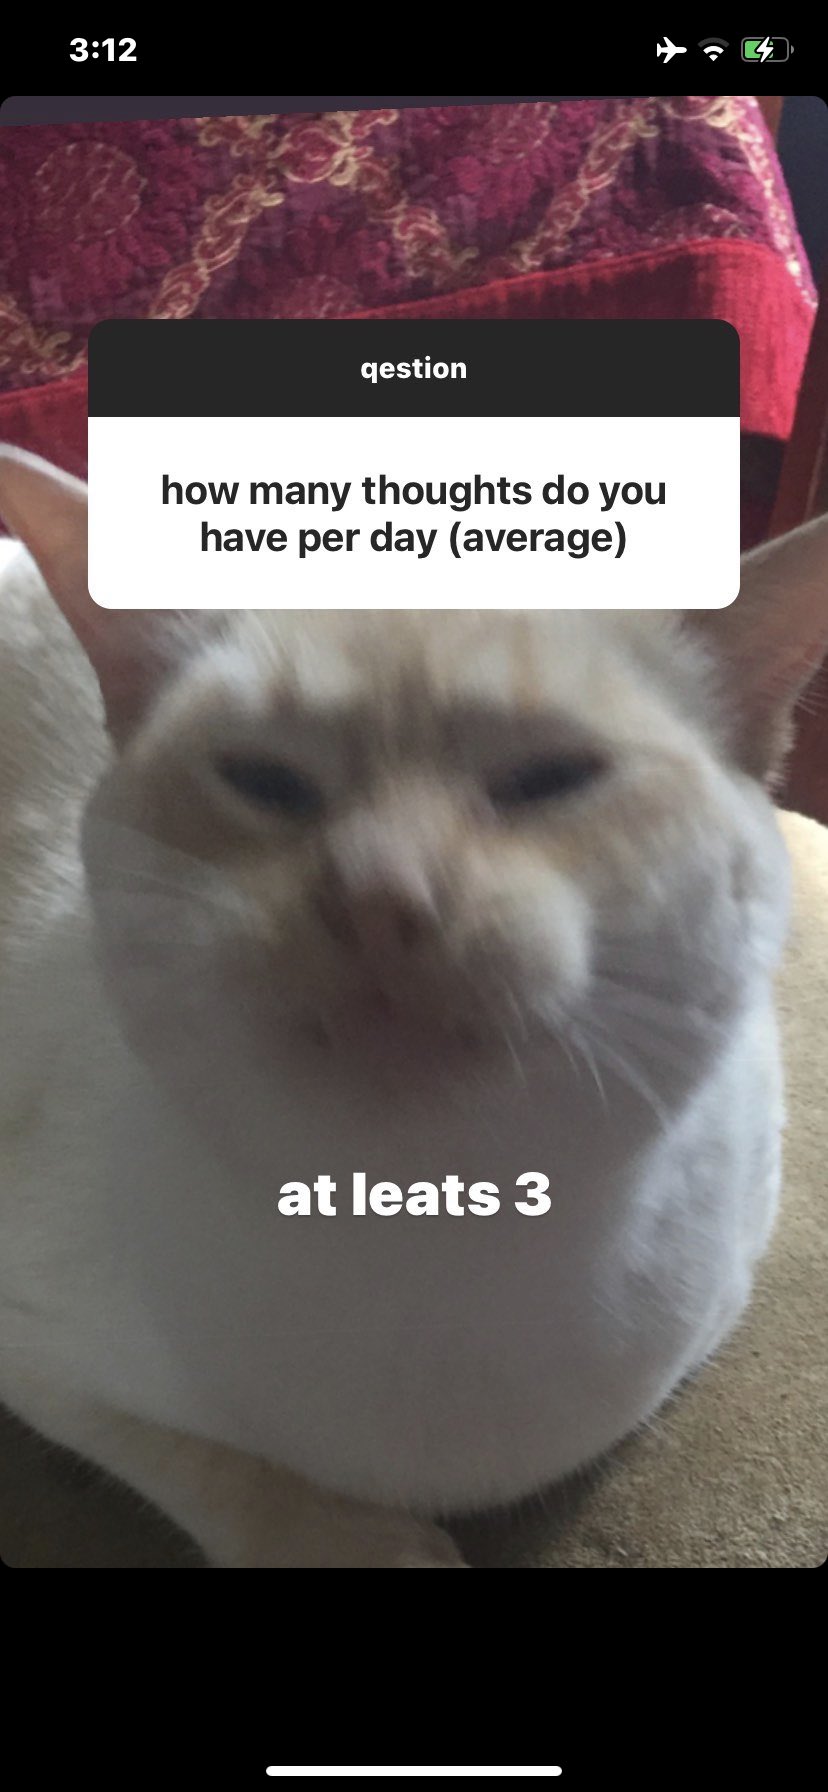 3:12
qestion
how many thoughts do you
have per day (average)
at leats 3